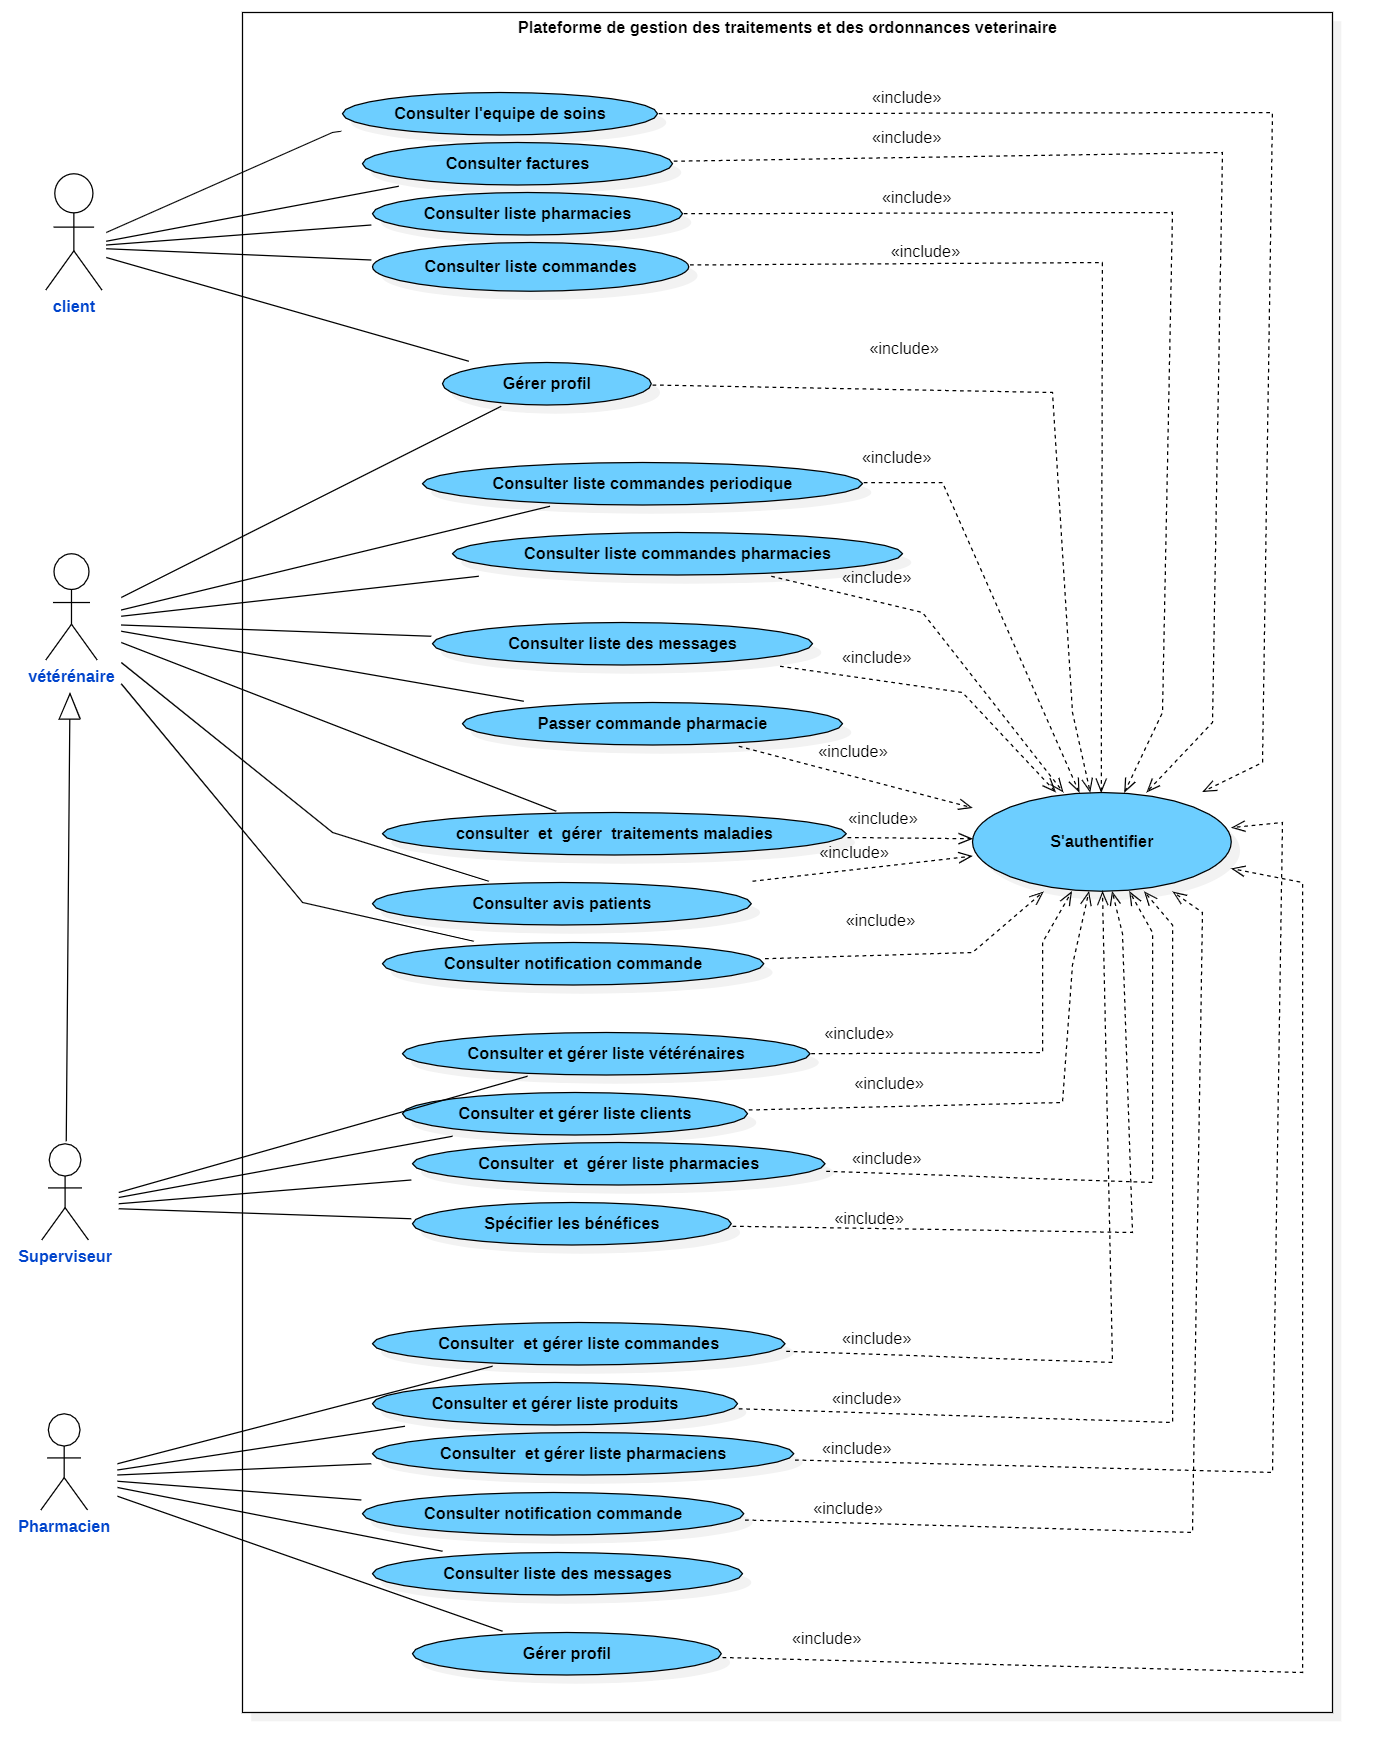 Plateforme de gestion des traitements et des ordonnances veterinaire
«include»
Consulter l'equipe de soins
«include»
Consulter factures
«include»
Consulter liste pharmacies
«include»
Consulter liste commandes
client
«include»
Gérer profil
«include»
Consulter liste commandes periodique
Consulter liste commandes pharmacies
«include»
Consulter liste des messages
«include»
vétérénaire
Passer commande pharmacie
«include»
«include»
consulter  et  gérer  traitements maladies
S'authentifier
«include»
Consulter avis patients
«include»
Consulter notification commande
«include»
Consulter et gérer liste vétérénaires
«include»
Consulter et gérer liste clients
«include»
Consulter  et  gérer liste pharmacies
«include»
Spécifier les bénéfices
Superviseur
«include»
Consulter  et gérer liste commandes
«include»
Consulter et gérer liste produits
«include»
Consulter  et gérer liste pharmaciens
«include»
Consulter notification commande
Pharmacien
Consulter liste des messages
«include»
Gérer profil